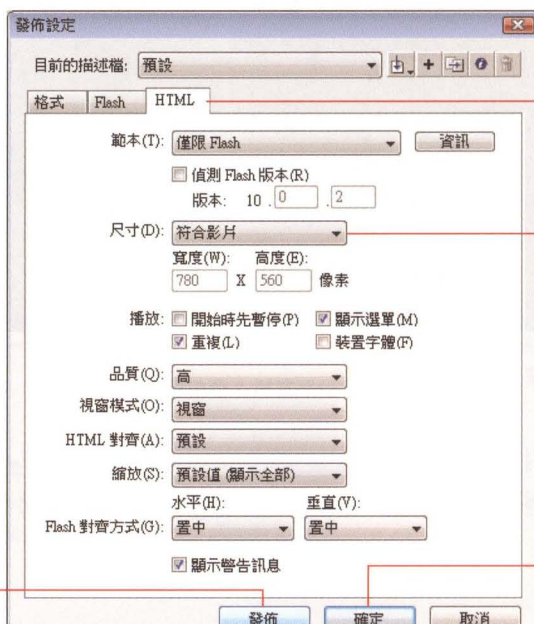 發佈設定
目前的描述檔: 預設
格式 Flash HTML
範本(T): 僅限 Flash 資訊
偵測 Flash 版本(R)
版本: 10 . 0 . 2
尺寸(D): 符合影片
寬度(W): 高度(E):
780 X 560 像素
播放: 開始時先暫停(P) 顯示選單(M)
重複(L) 裝置字體(F)
品質(Q): 高
視窗模式(O): 視窗
HTML 對齊(A): 預設
縮放(S): 預設值 (顯示全部)
水平(H): 垂直(V):
Flash 對齊方式(G): 置中 置中
顯示警告訊息
發佈 確定 取消